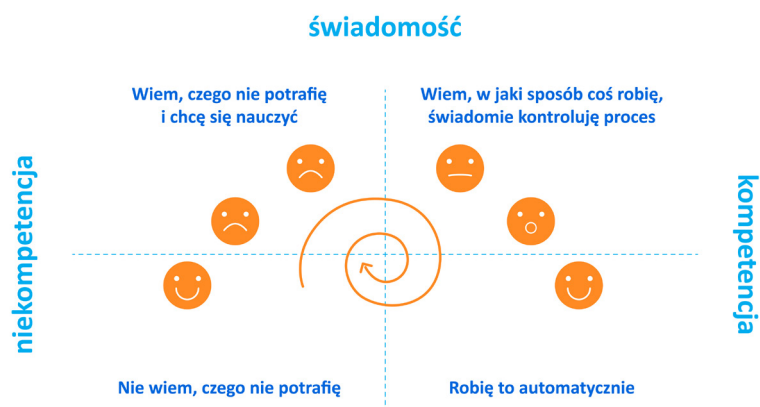 świadomość
Wiem, czego nie potrafię
i chcę się nauczyć
Wiem, w jaki sposób coś robię,
świadomie kontroluję proces
niekompetencja
kompetencja
Nie wiem, czego nie potrafię
Robię to automatycznie